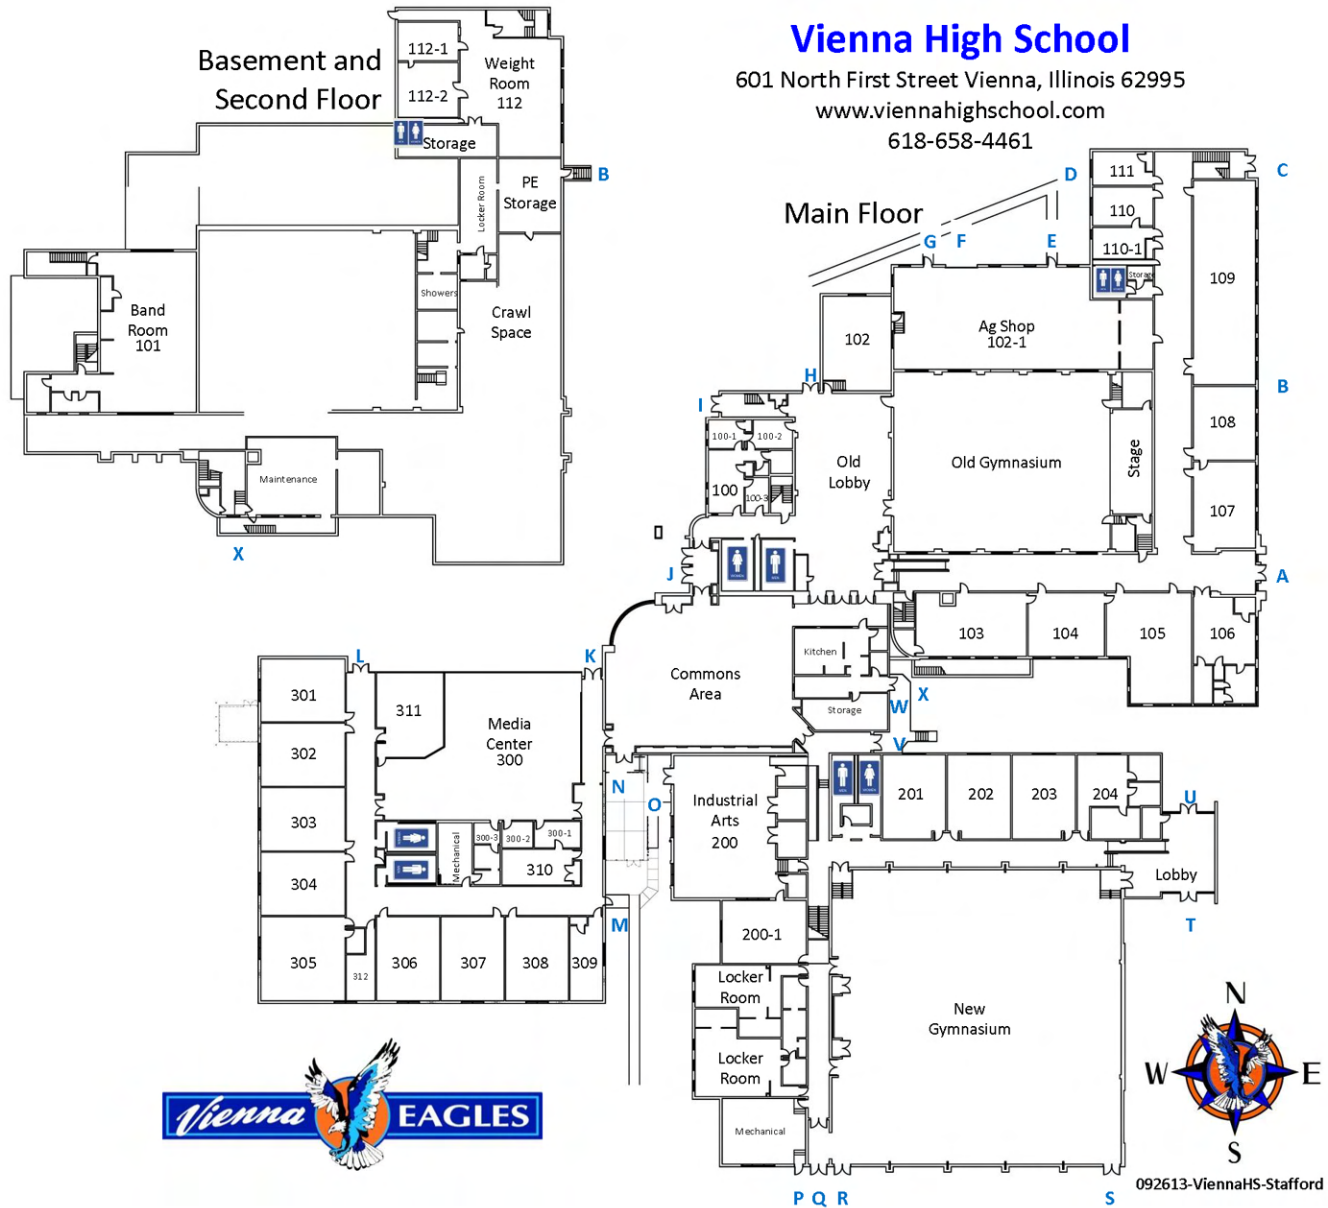 Vienna High School
601 North First Street Vienna, Illinois 62995
www.viennahighschool.com
618-658-4461
Basement and
Second Floor
112-1
112-2
Weight
Room
112
Storage
Locker Room
PE
Storage
B
Showers
Crawl
Space
Band
Room
101
Maintenance
X
Main Floor
D
C
G
F
E
111
110
110-1
Storage
109
102
Ag Shop
102-1
H
I
B
100-1
100-2
100
100-3
Old
Lobby
Old Gymnasium
Stage
108
107
J
A
103
104
105
106
Kitchen
Commons
Area
Storage
W
X
V
L
K
301
302
303
304
305
311
Media
Center
300
Mechanical
300-3
300-2
300-1
310
312
306
307
308
309
N
O
M
Industrial
Arts
200
201
202
203
204
U
Lobby
T
200-1
Locker
Room
Locker
Room
Mechanical
New
Gymnasium
P
Q
R
S
Vienna EAGLES
N
W
E
S
092613-ViennaHS-Stafford